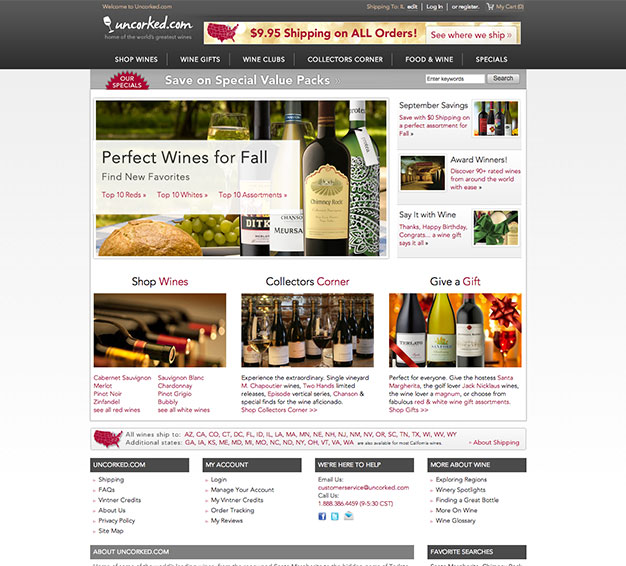 Welcome to Uncorked.com
Shipping To: IL edit | Log In | or register. My Cart (0)
uncorked.com
home of the world's greatest wines
$9.95 Shipping on ALL Orders! See where we ship »
SHOP WINES | WINE GIFTS | WINE CLUBS | COLLECTORS CORNER | FOOD & WINE | SPECIALS
OUR
SPECIALS
Save on Special Value Packs »
Enter keywords
Search
Perfect Wines for Fall
Find New Favorites
Top 10 Reds » Top 10 Whites » Top 10 Assortments »
DITK
MERLOT
CHANSON
MEURSA
Chimney Rock
September Savings
Save with $0 Shipping on
a perfect assortment for
Fall »
Award Winners!
Discover 90+ rated wines
from around the world
with ease »
Say It with Wine
Thanks, Happy Birthday,
Congrats... a wine gift
says it all »
Shop Wines
Cabernet Sauvignon
Merlot
Pinot Noir
Zinfandel
see all red wines
Sauvignon Blanc
Chardonnay
Pinot Grigio
Bubbly
see all white wines
Collectors Corner
Experience the extraordinary. Single vineyard
M. Chapoutier wines, Two Hands limited
releases, Episode vertical series, Chanson &
special finds for the wine aficionado.
Shop Collectors Corner >>
Give a Gift
TERLATO
Perfect for everyone. Give the hostess Santa
Margherita, the golf lover Jack Nicklaus wines,
the wine lover a magnum, or choose from
fabulous red & white wine gift assortments.
Shop Gifts >>
All wines ship to: AZ, CA, CO, CT, DC, FL, ID, IL, LA, MA, MN, NE, NH, NJ, NM, NV, OR, SC, TN, TX, WI, WV, WY
Additional states: GA, IA, KS, ME, MD, MI, MO, NC, ND, NY, OH, VT, VA, WA are also available for most California wines
» About Shipping
UNCORKED.COM
Shipping
FAQs
Vintner Credits
About Us
Privacy Policy
Site Map
MY ACCOUNT
Login
Manage Your Account
My Vintner Credits
Order Tracking
My Reviews
WE'RE HERE TO HELP
Email Us:
customerservice@uncorked.com
Call Us:
1.888.386.4459 (9-5:30 CST)
MORE ABOUT WINE
Exploring Regions
Winery Spotlights
Finding a Great Bottle
More On Wine
Wine Glossary
ABOUT UNCORKED.COM
FAVORITE SEARCHES